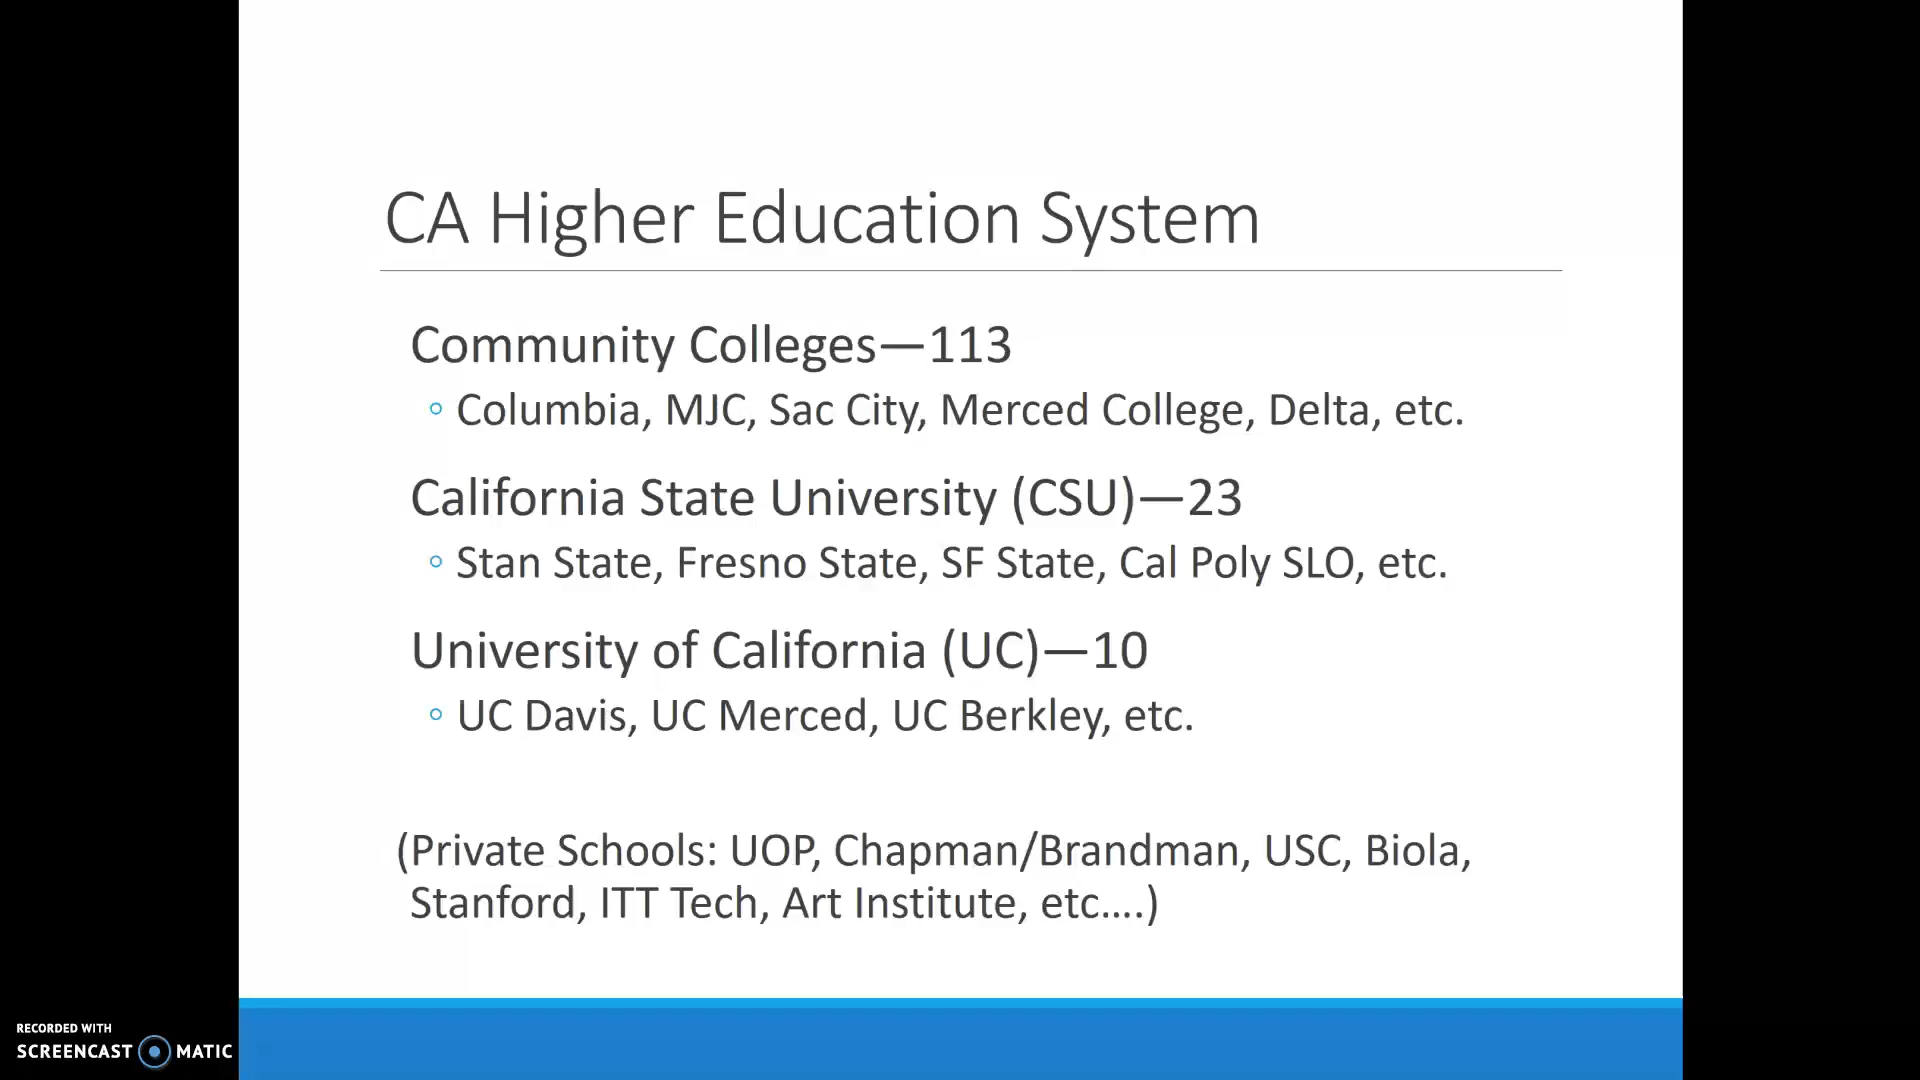 CA Higher Education System
Community Colleges—113
◦ Columbia, MJC, Sac City, Merced College, Delta, etc.
California State University (CSU)—23
◦ Stan State, Fresno State, SF State, Cal Poly SLO, etc.
University of California (UC)—10
◦ UC Davis, UC Merced, UC Berkley, etc.
(Private Schools: UOP, Chapman/Brandman, USC, Biola,
Stanford, ITT Tech, Art Institute, etc….)
RECORDED WITH
SCREENCAST MATIC